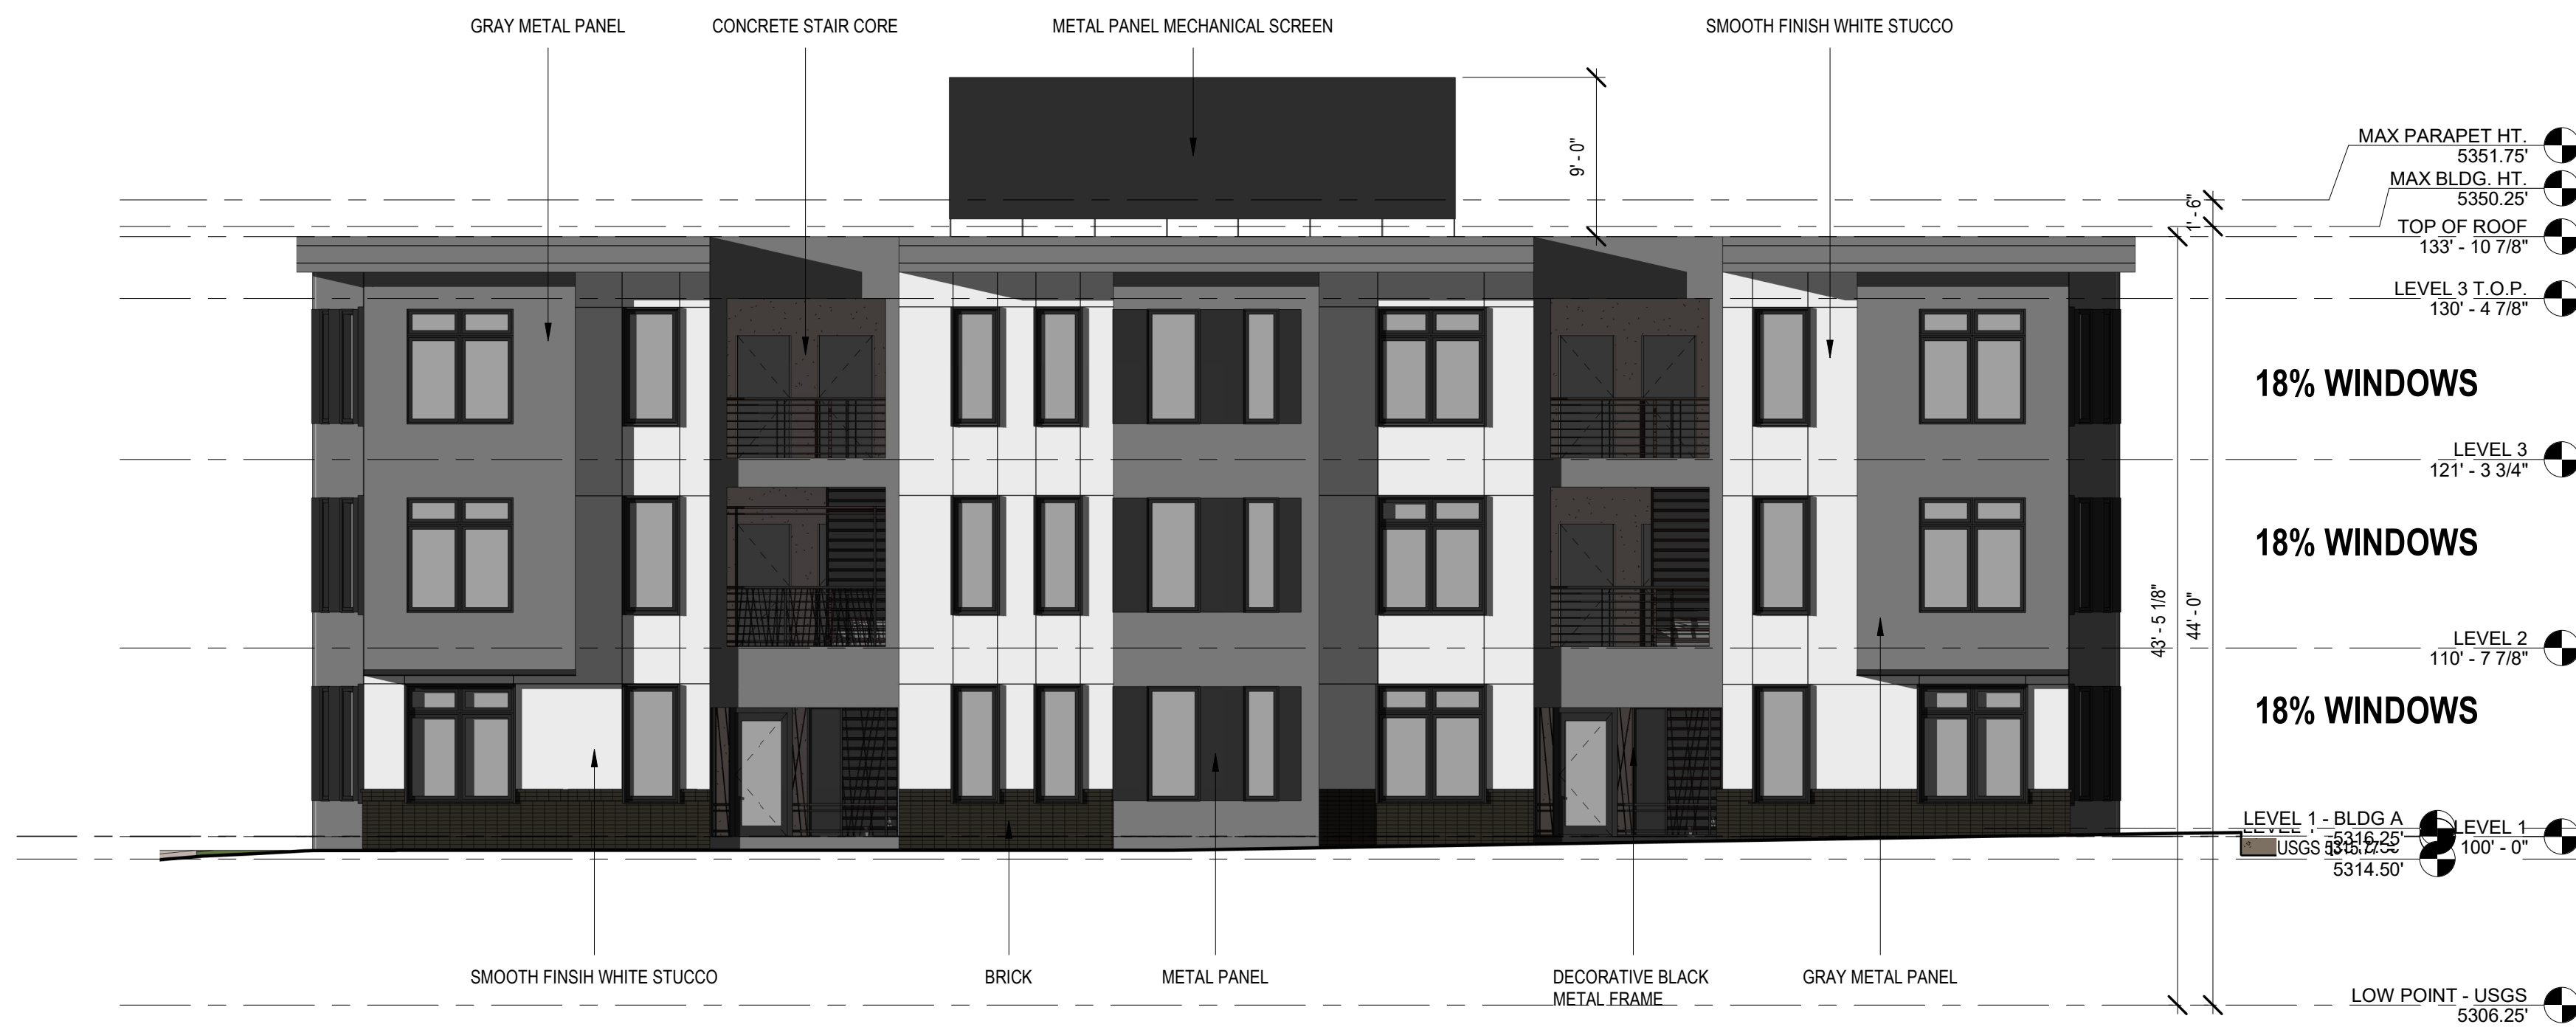 GRAY METAL PANEL
CONCRETE STAIR CORE
METAL PANEL MECHANICAL SCREEN
SMOOTH FINISH WHITE STUCCO
9' - 0"
MAX PARAPET HT.
5351.75'
MAX BLDG. HT.
5350.25'
1' - 6"
TOP OF ROOF
133' - 10 7/8"
LEVEL 3 T.O.P.
130' - 4 7/8"
18% WINDOWS
LEVEL 3
121' - 3 3/4"
18% WINDOWS
43' - 5 1/8"
44' - 0"
LEVEL 2
110' - 7 7/8"
18% WINDOWS
LEVEL 1 - BLDG A
5316.25'
LEVEL 1
100' - 0"
USGS
5314.50'
SMOOTH FINSIH WHITE STUCCO
BRICK
METAL PANEL
DECORATIVE BLACK
METAL FRAME
GRAY METAL PANEL
LOW POINT - USGS
5306.25'